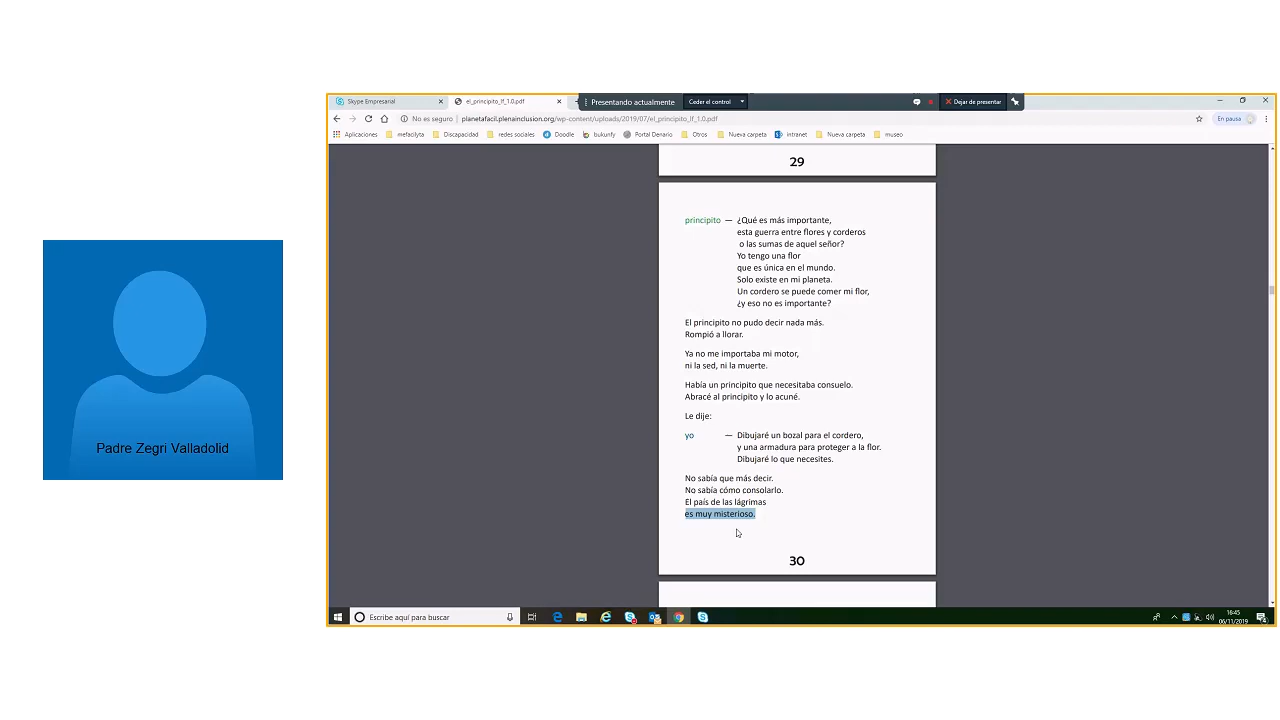 Skype Empresarial
el_principito_lf_1.0.pdf
Presentando actualmente
Ceder el control
Dejar de presentar
No es seguro | planetafacil.plenainclusion.org/wp-content/uploads/2019/07/el_principito_lf_1.0.pdf
En pausa
Aplicaciones mefacilyta Discapacidad redes sociales Doodle bukunfy Portal Denario Otros Nueva carpeta intranet Nueva carpeta museo
29
principito — ¿Qué es más importante,
esta guerra entre flores y corderos
o las sumas de aquel señor?
Yo tengo una flor
que es única en el mundo.
Solo existe en mi planeta.
Un cordero se puede comer mi flor,
¿y eso no es importante?
El principito no pudo decir nada más.
Rompió a llorar.
Ya no me importaba mi motor,
ni la sed, ni la muerte.
Había un principito que necesitaba consuelo.
Abracé al principito y lo acuné.
Le dije:
yo — Dibujaré un bozal para el cordero,
y una armadura para proteger a la flor.
Dibujaré lo que necesites.
No sabía que más decir.
No sabía cómo consolarlo.
El país de las lágrimas
es muy misterioso.
30
Padre Zegri Valladolid
Escribe aquí para buscar
16:45
06/11/2019